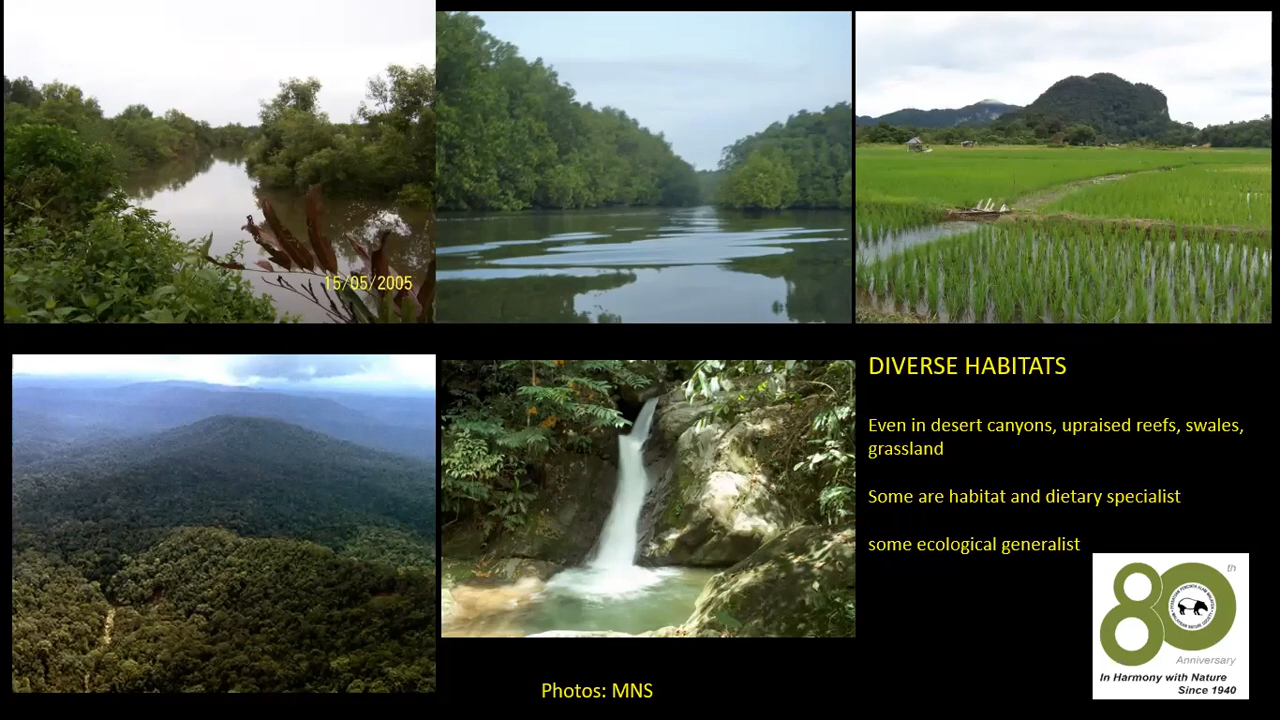 15/05/2005
DIVERSE HABITATS
Even in desert canyons, upraised reefs, swales,
grassland
Some are habitat and dietary specialist
some ecological generalist
80
th
Anniversary
In Harmony with Nature
Since 1940
Photos: MNS